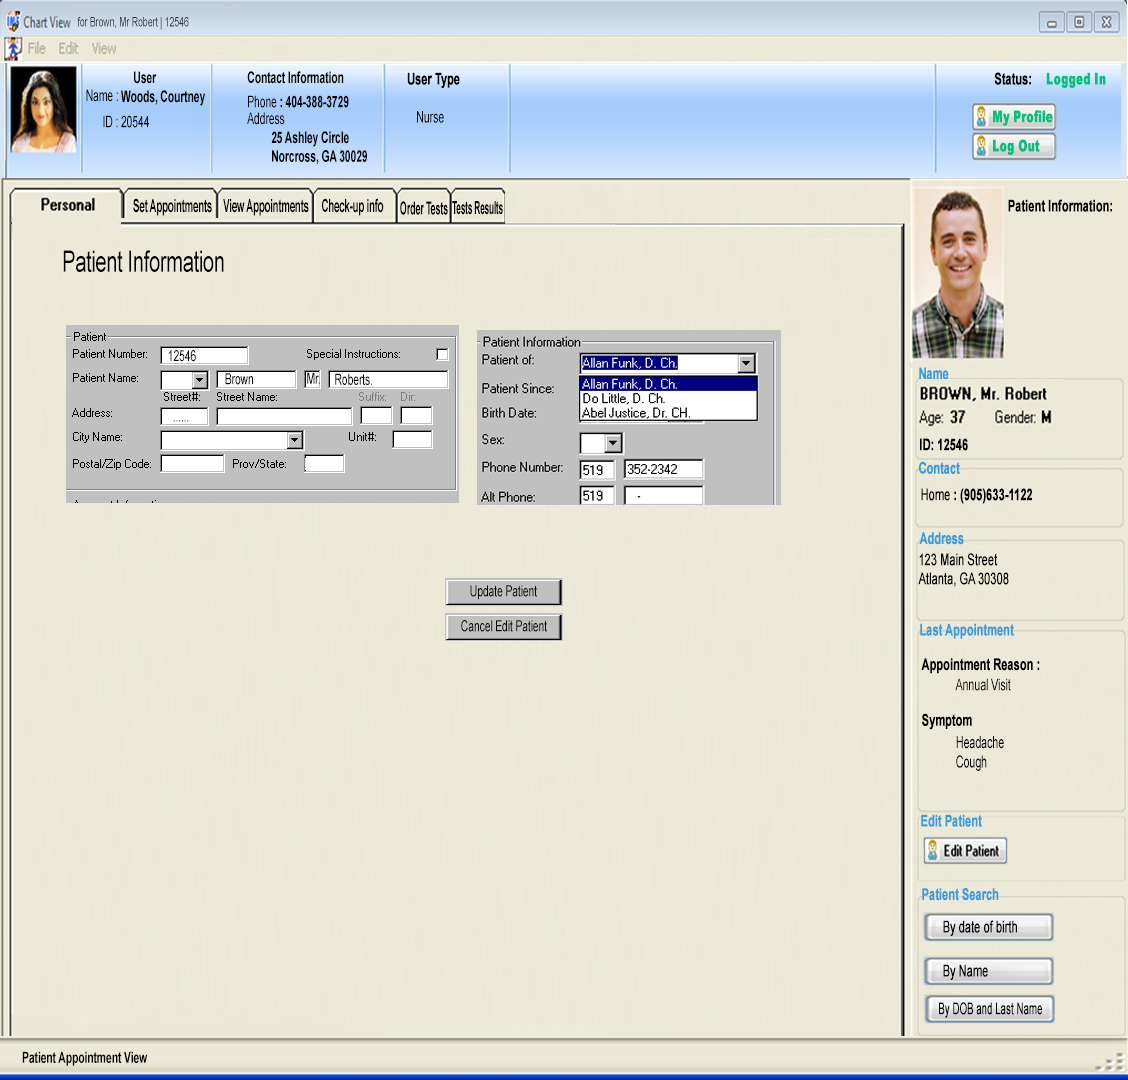 Chart View for Brown, Mr Robert | 12546
File Edit View
User
Name : Woods, Courtney
ID : 20544
Contact Information
Phone : 404-388-3729
Address
25 Ashley Circle
Norcross, GA 30029
User Type
Nurse
Status: Logged In
My Profile
Log Out
Personal
Set Appointments
View Appointments
Check-up info
Order Tests
Tests Results
Patient Information
Patient
Patient Number: 12546 Special Instructions:
Patient Name: Brown Mr. Roberts.
Street#: Street Name: Suffix: Dir:
Address: ......
City Name: Unit#:
Postal/Zip Code: Prov/State:
Patient Information
Patient of: Allan Funk, D. Ch.
Allan Funk, D. Ch.
Patient Since: Do Little, D. Ch.
Birth Date: Abel Justice, Dr. CH.
Sex:
Phone Number: 519 352-2342
Alt Phone: 519 -
Update Patient
Cancel Edit Patient
Patient Information:
Name
BROWN, Mr. Robert
Age: 37 Gender: M
ID: 12546
Contact
Home : (905)633-1122
Address
123 Main Street
Atlanta, GA 30308
Last Appointment
Appointment Reason :
Annual Visit
Symptom
Headache
Cough
Edit Patient
Edit Patient
Patient Search
By date of birth
By Name
By DOB and Last Name
Patient Appointment View